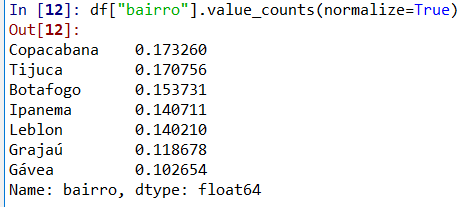 In [12]: df["bairro"].value_counts(normalize=True)
Out[12]:
Copacabana    0.173260
Tijuca        0.170756
Botafogo      0.153731
Ipanema       0.140711
Leblon        0.140210
Grajaú        0.118678
Gávea         0.102654
Name: bairro, dtype: float64